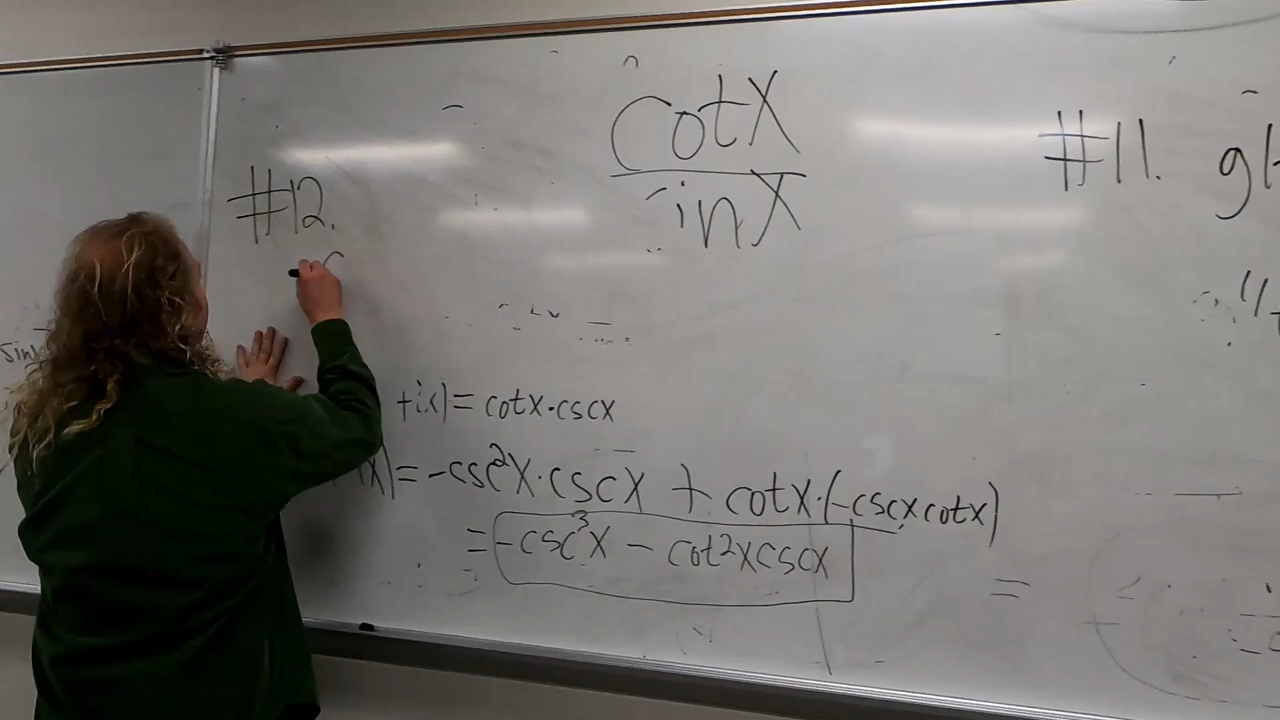 #12.
cotx
inx
#11. g(
+(x)= cotx·cscx
(x)= -csc²x·cscx + cotx·(-cscxcotx)
= -csc³x - cot²xcscx
=